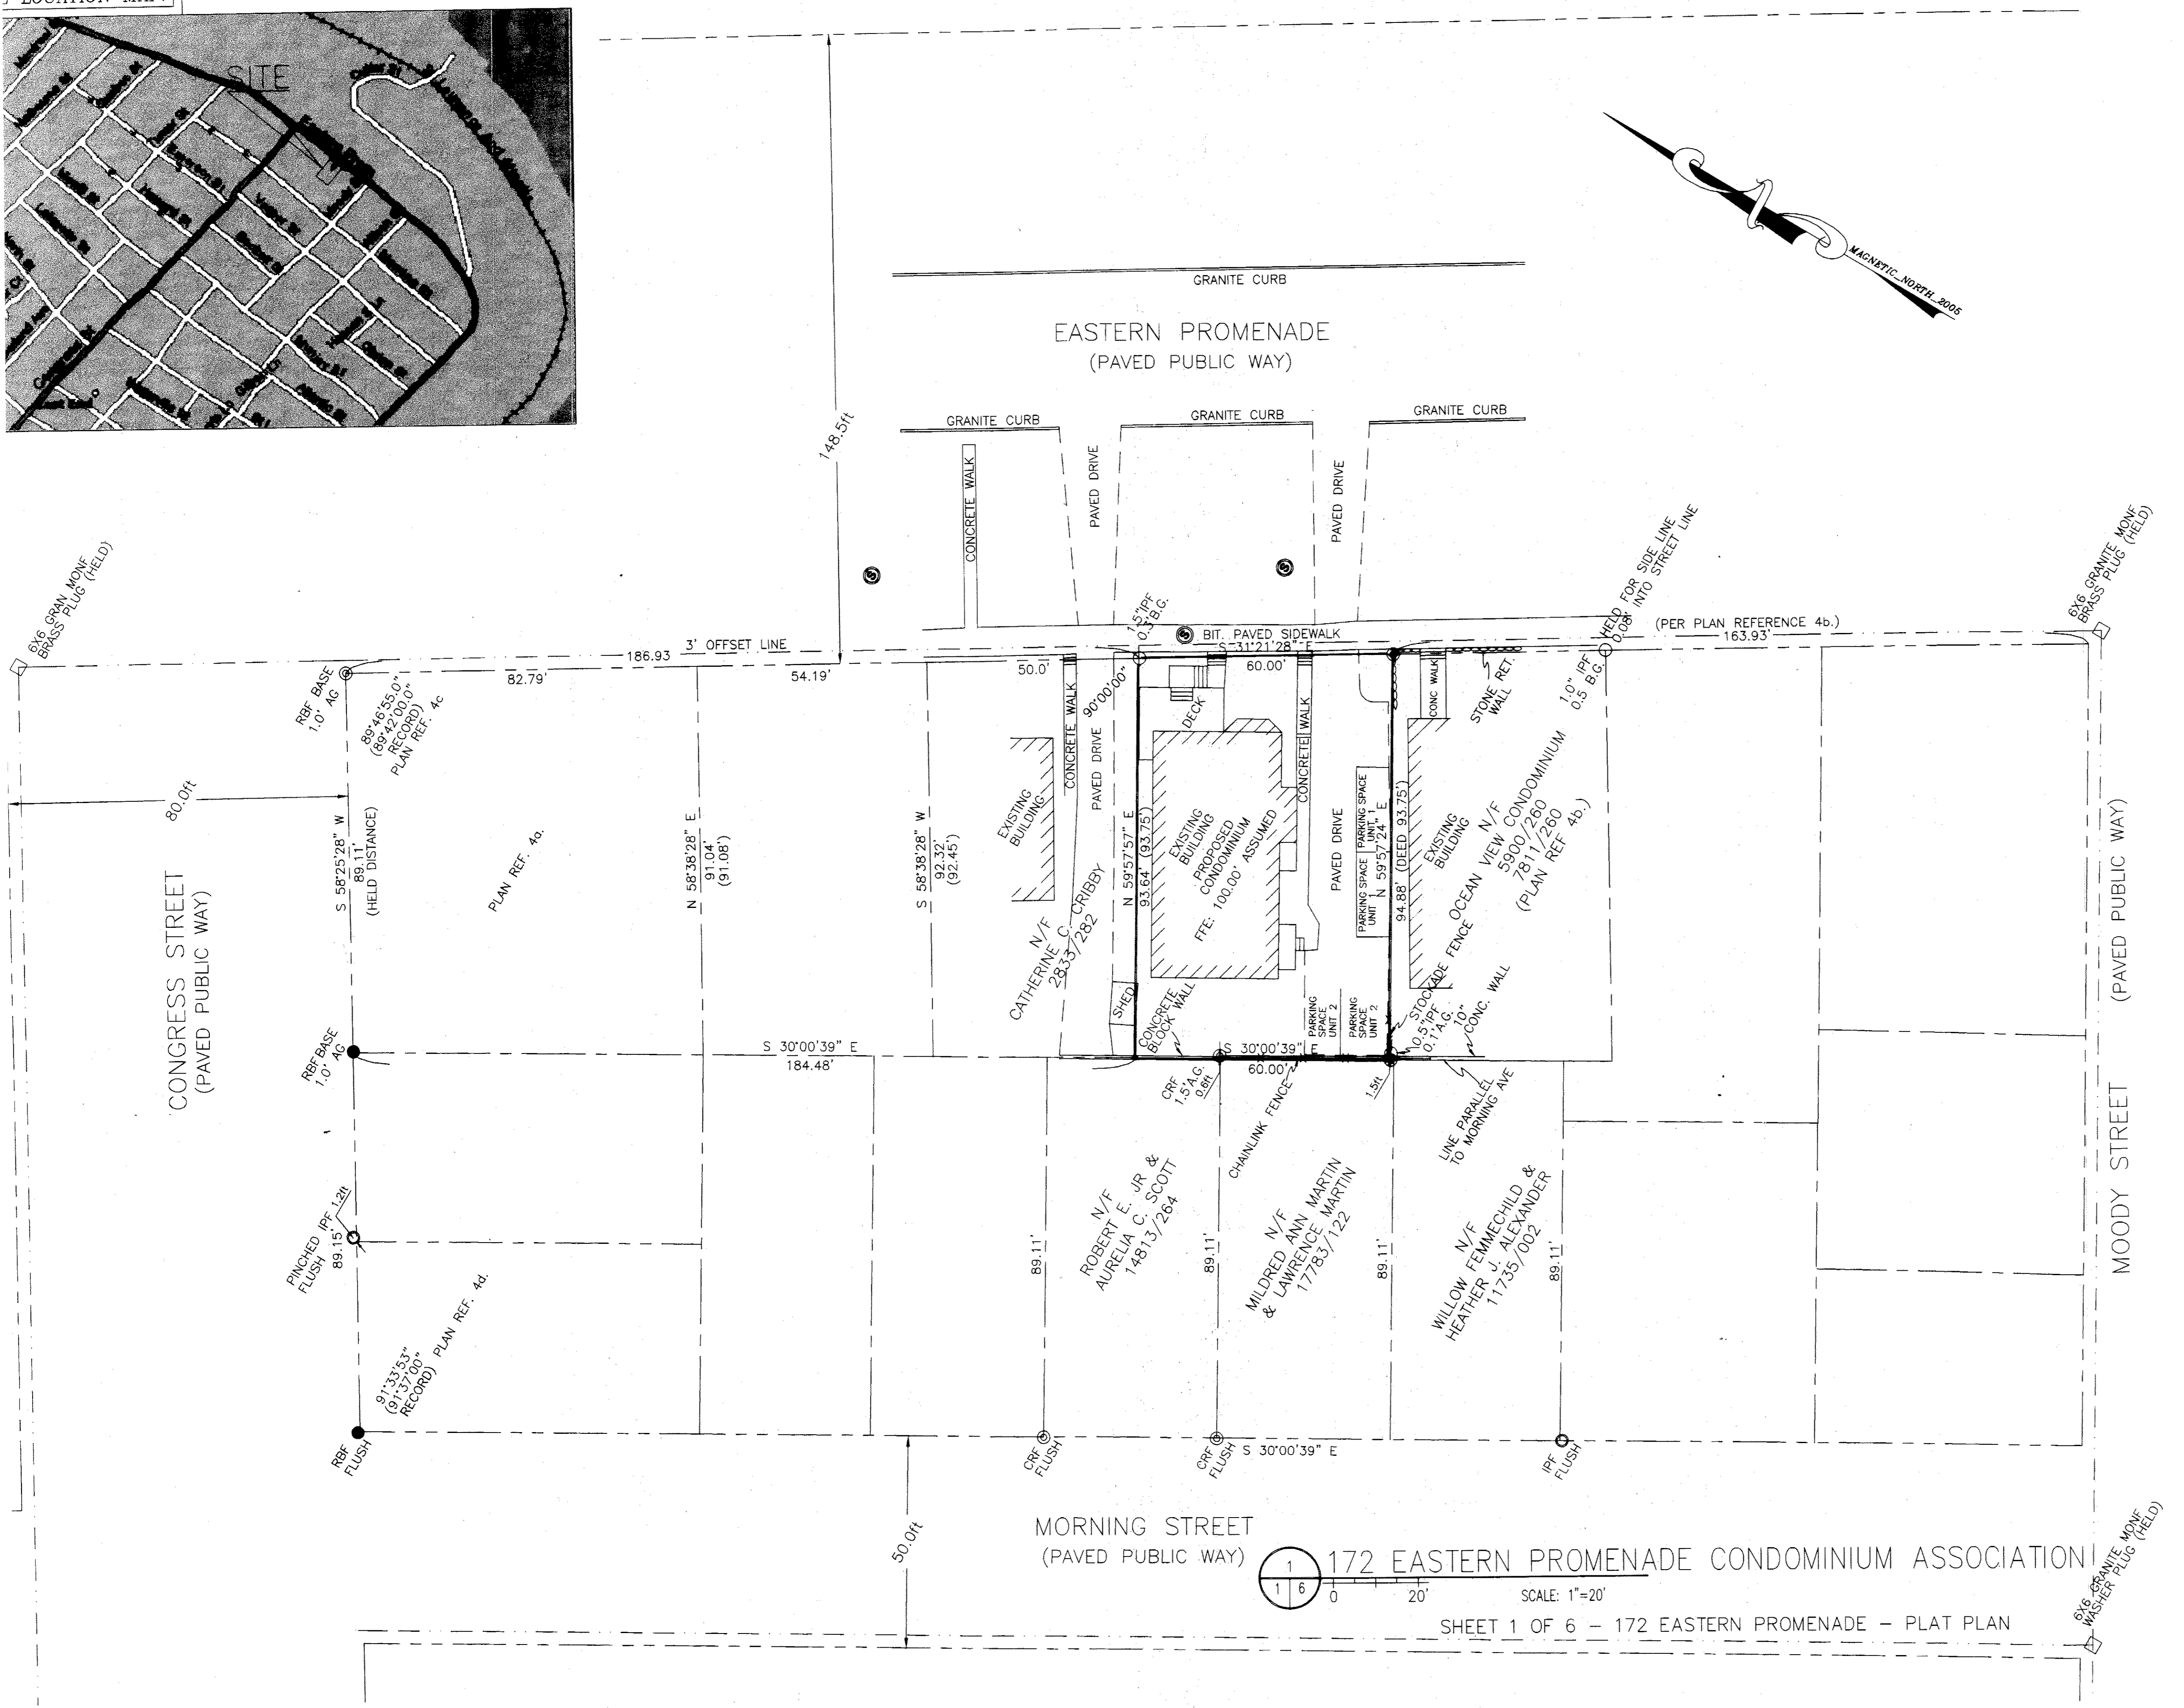 LOCATION MAP
SITE
Eastern Prom
Congress St
MAGNETIC_NORTH_2005
GRANITE CURB
EASTERN PROMENADE
(PAVED PUBLIC WAY)
148.5ft
GRANITE CURB
GRANITE CURB
GRANITE CURB
CONCRETE WALK
PAVED DRIVE
PAVED DRIVE
S
S
S
6X6 GRAN MONF
BRASS PLUG (HELD)
1.5"IPF
0.3'B.G.
BIT. PAVED SIDEWALK
HELD FOR SIDE LINE
0.08' INTO STREET LINE
(PER PLAN REFERENCE 4b.)
163.93'
6X6 GRANITE MONF
BRASS PLUG (HELD)
186.93
3' OFFSET LINE
S 31°21'28" E
60.00'
82.79'
54.19'
50.0'
RBF BASE
1.0' AG
89°46'55.0"
(89°42'00.0"
RECORD)
PLAN REF. 4c
90°00'00"
CONCRETE WALK
PAVED DRIVE
DECK
CONCRETE WALK
CONC WALK
STONE RET.
WALL
1.0" IPF
0.5 B.G.
80.0ft
S 58°25'28" W
89.11'
(HELD DISTANCE)
PLAN REF. 4a.
N 58°38'28" E
91.04'
(91.08')
S 58°38'28" W
92.32'
(92.45')
EXISTING
BUILDING
N/F
CATHERINE C. CRIBBY
2833/282
N 59°57'57" E
93.64' (93.75')
EXISTING
BUILDING
PROPOSED
CONDOMINIUM
FFE: 100.00' ASSUMED
PAVED DRIVE
PARKING SPACE
UNIT 1
PARKING SPACE
UNIT 1
N 59°57'24" E
94.88' (DEED 93.75')
EXISTING
BUILDING
N/F
OCEAN VIEW CONDOMINIUM
5900/260
7811/260
(PLAN REF 4b.)
CONGRESS STREET
(PAVED PUBLIC WAY)
MOODY STREET
(PAVED PUBLIC WAY)
SHED
CONCRETE
BLOCK WALL
PARKING
SPACE
UNIT 2
PARKING
SPACE
UNIT 2
STOCKADE FENCE
0.5"IPF
0.1'A.G.
10"
CONC. WALL
RBF BASE
1.0' AG
S 30°00'39" E
184.48'
S 30°00'39" E
60.00'
CRF
1.5'A.G.
0.6ft
CHAINLINK FENCE
1.5ft
LINE PARALLEL
TO MORNING AVE
PINCHED IPF
FLUSH
1.2ft
89.15'
89.11'
N/F
ROBERT E. JR &
AURELIA C. SCOTT
14813/264
89.11'
N/F
MILDRED ANN MARTIN
& LAWRENCE MARTIN
17783/122
89.11'
N/F
WILLOW FEMMECHILD &
HEATHER J. ALEXANDER
11735/002
89.11'
91°33'53"
(91°37'00"
RECORD) PLAN REF. 4d.
RBF
FLUSH
CRF
FLUSH
CRF
FLUSH
S 30°00'39" E
IPF
FLUSH
50.0ft
MORNING STREET
(PAVED PUBLIC WAY)
1
1 6
172 EASTERN PROMENADE CONDOMINIUM ASSOCIATION
0 20'
SCALE: 1"=20'
SHEET 1 OF 6 - 172 EASTERN PROMENADE - PLAT PLAN
6X6 GRANITE MONF
WASHER PLUG (HELD)